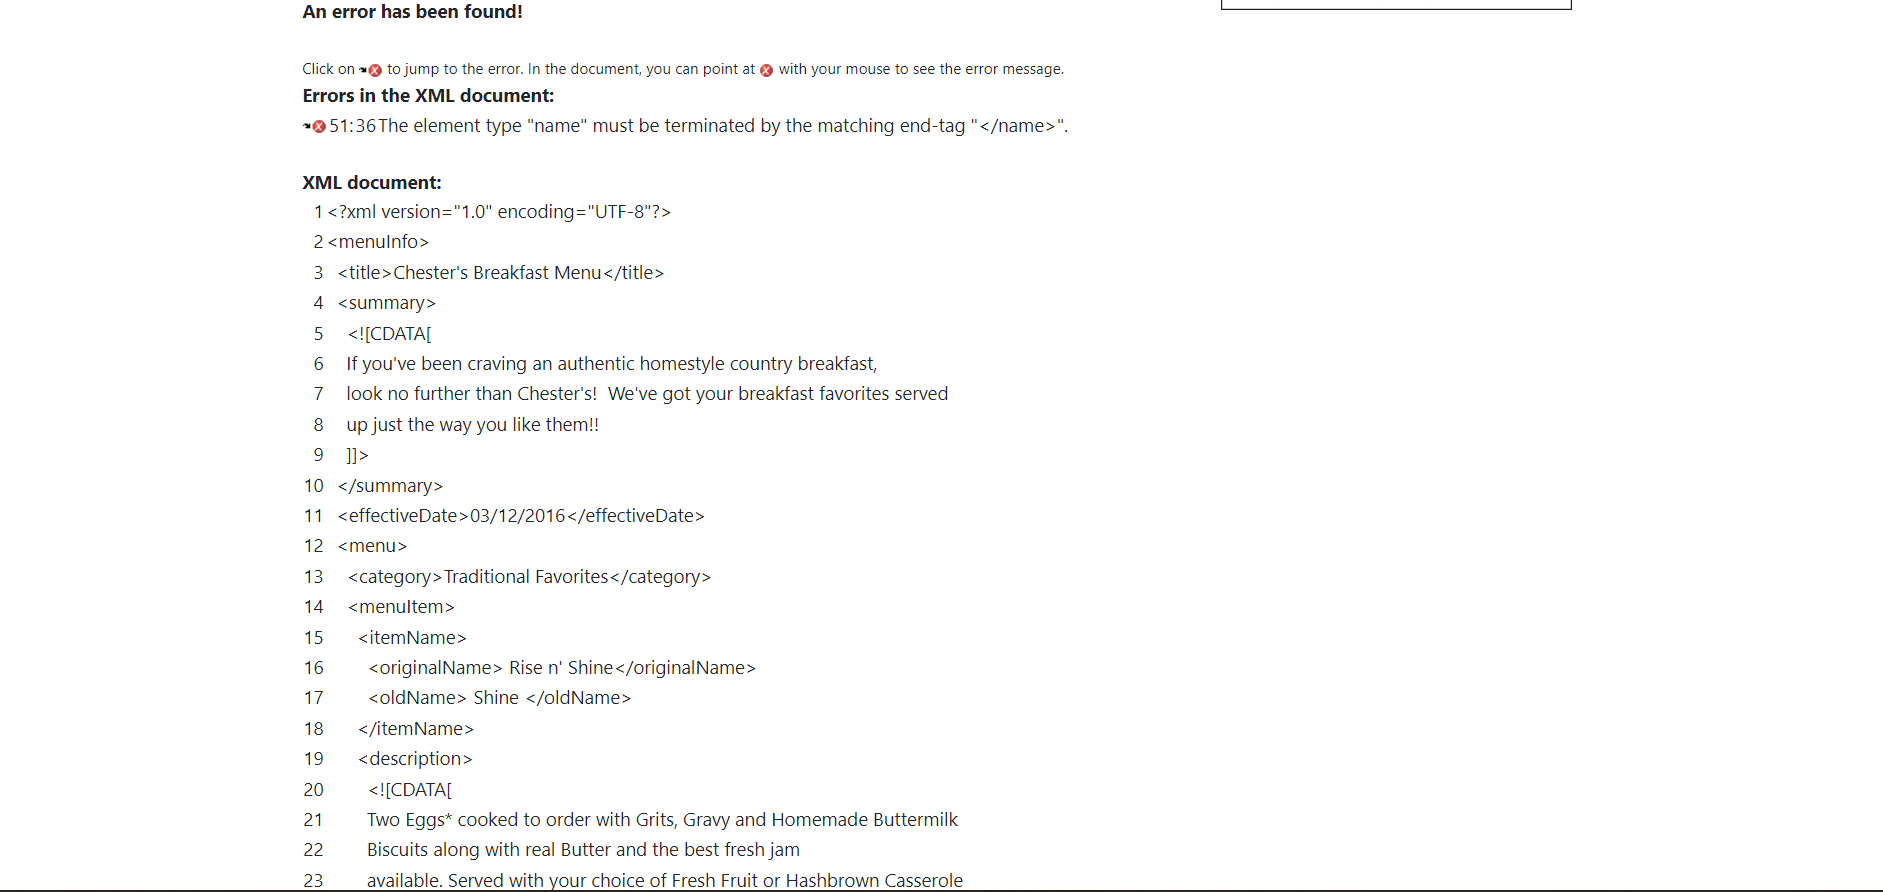 An error has been found!
Click on to jump to the error. In the document, you can point at with your mouse to see the error message.
Errors in the XML document:
51:36 The element type "name" must be terminated by the matching end-tag "</name>".
XML document:
1 <?xml version="1.0" encoding="UTF-8"?>
2 <menuInfo>
3 <title>Chester's Breakfast Menu</title>
4 <summary>
5 <![CDATA[
6 If you've been craving an authentic homestyle country breakfast,
7 look no further than Chester's!  We've got your breakfast favorites served
8 up just the way you like them!!
9 ]]>
10 </summary>
11 <effectiveDate>03/12/2016</effectiveDate>
12 <menu>
13 <category>Traditional Favorites</category>
14 <menuItem>
15 <itemName>
16 <originalName> Rise n' Shine</originalName>
17 <oldName> Shine </oldName>
18 </itemName>
19 <description>
20 <![CDATA[
21 Two Eggs* cooked to order with Grits, Gravy and Homemade Buttermilk
22 Biscuits along with real Butter and the best fresh jam
23 available. Served with your choice of Fresh Fruit or Hashbrown Casserole